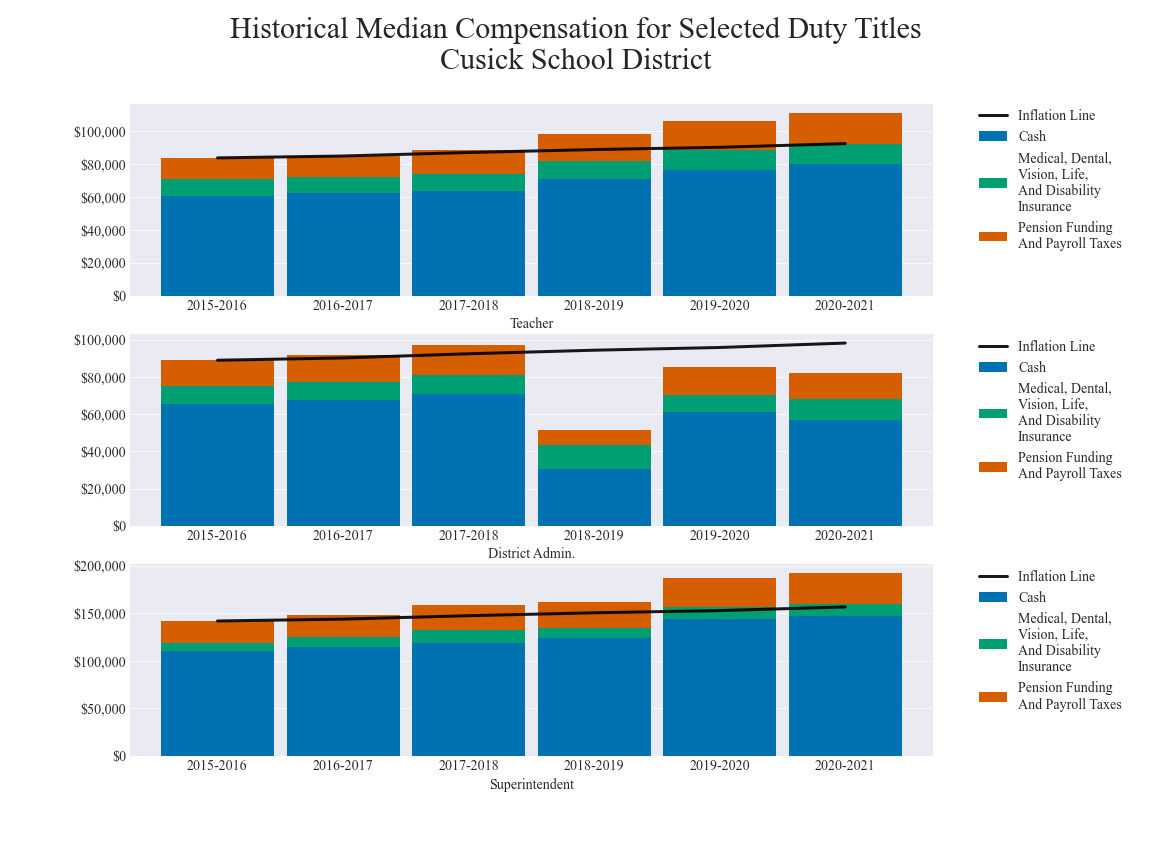 Historical Median Compensation for Selected Duty Titles
Cusick School District
$100,000
$80,000
$60,000
$40,000
$20,000
$0
2015-2016
2016-2017
2017-2018
2018-2019
2019-2020
2020-2021
Teacher
Inflation Line
Cash
Medical, Dental,
Vision, Life,
And Disability
Insurance
Pension Funding
And Payroll Taxes
$100,000
$80,000
$60,000
$40,000
$20,000
$0
2015-2016
2016-2017
2017-2018
2018-2019
2019-2020
2020-2021
District Admin.
Inflation Line
Cash
Medical, Dental,
Vision, Life,
And Disability
Insurance
Pension Funding
And Payroll Taxes
$200,000
$150,000
$100,000
$50,000
$0
2015-2016
2016-2017
2017-2018
2018-2019
2019-2020
2020-2021
Superintendent
Inflation Line
Cash
Medical, Dental,
Vision, Life,
And Disability
Insurance
Pension Funding
And Payroll Taxes